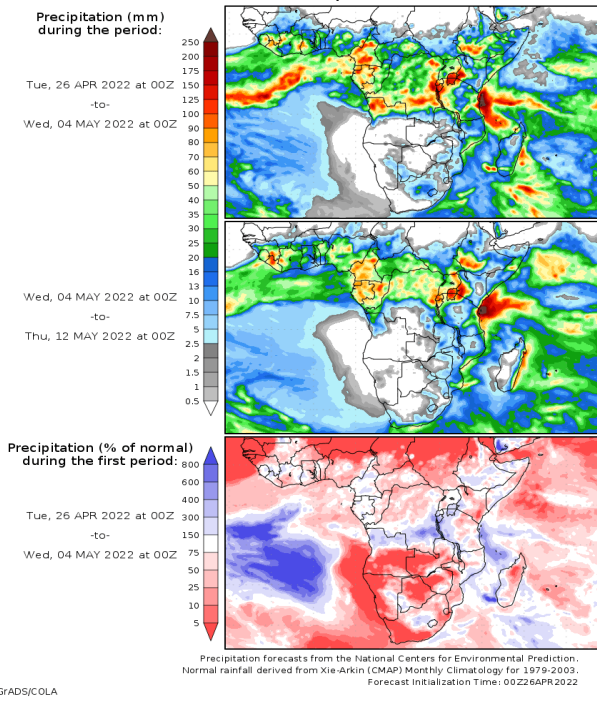 Precipitation (mm)
during the period:
250
200
175
150
125
100
90
80
70
60
50
40
35
30
25
20
16
13
10
7.5
5
2.5
2
1.5
1
0.5
Tue, 26 APR 2022 at 00Z
-to-
Wed, 04 MAY 2022 at 00Z
Wed, 04 MAY 2022 at 00Z
-to-
Thu, 12 MAY 2022 at 00Z
Precipitation (% of normal)
during the first period:
800
600
400
300
150
75
50
25
10
5
Tue, 26 APR 2022 at 00Z
-to-
Wed, 04 MAY 2022 at 00Z
Precipitation forecasts from the National Centers for Environmental Prediction.
Normal rainfall derived from Xie-Arkin (CMAP) Monthly Climatology for 1979-2003.
Forecast Initialization Time: 00Z26APR2022
GrADS/COLA